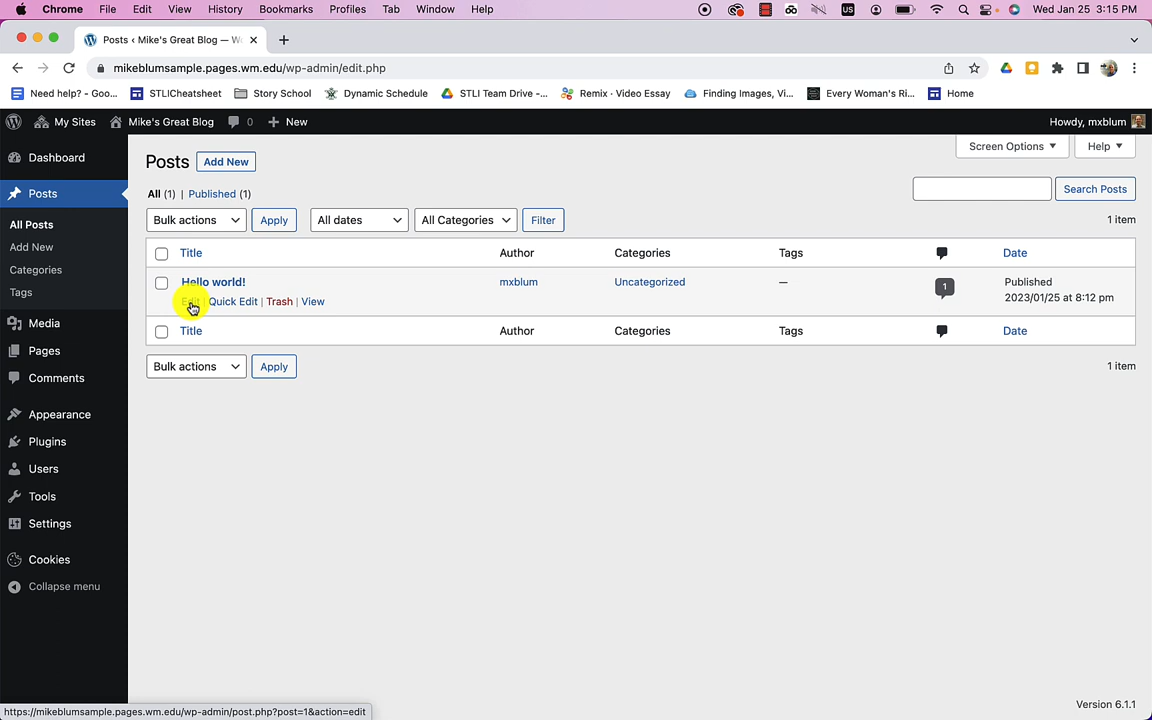 Chrome File Edit View History Bookmarks Profiles Tab Window Help US Wed Jan 25 3:15 PM
Posts ‹ Mike's Great Blog — W
mikeblumsample.pages.wm.edu/wp-admin/edit.php
Need help? - Goo... STLICheatsheet Story School Dynamic Schedule STLI Team Drive -... Remix · Video Essay Finding Images, Vi... Every Woman's Ri... Home
My Sites Mike's Great Blog 0 New Howdy, mxblum
Dashboard
Posts
All Posts
Add New
Categories
Tags
Media
Pages
Comments
Appearance
Plugins
Users
Tools
Settings
Cookies
Collapse menu
Screen Options ▼ Help ▼
Posts Add New
All (1) | Published (1)
Search Posts
Bulk actions Apply All dates All Categories Filter 1 item
Title Author Categories Tags Date
Hello world! mxblum Uncategorized — 1 Published
Edit | Quick Edit | Trash | View 2023/01/25 at 8:12 pm
Title Author Categories Tags Date
Bulk actions Apply 1 item
Version 6.1.1
https://mikeblumsample.pages.wm.edu/wp-admin/post.php?post=1&action=edit